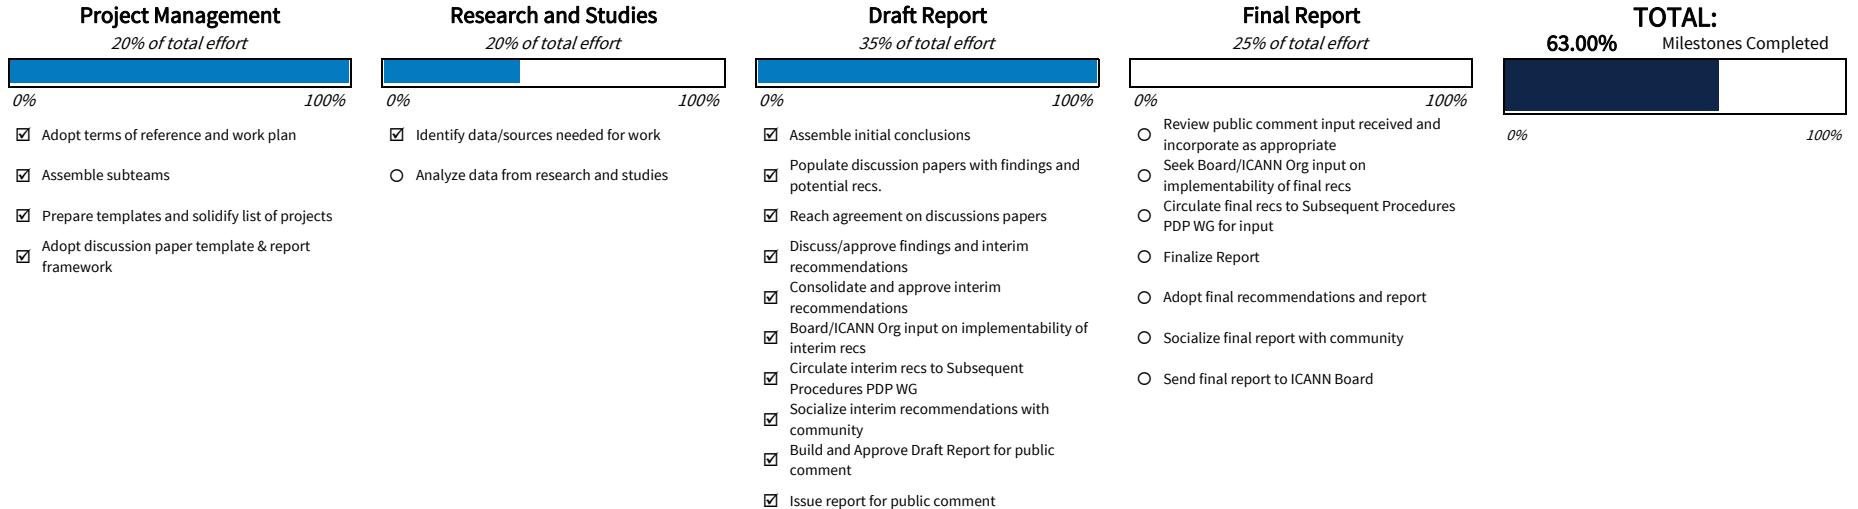 Project Management
20% of total effort
0% 100%
Adopt terms of reference and work plan
Assemble subteams
Prepare templates and solidify list of projects
Adopt discussion paper template & report
framework
Research and Studies
20% of total effort
0% 100%
Identify data/sources needed for work
Analyze data from research and studies
Draft Report
35% of total effort
0% 100%
Assemble initial conclusions
Populate discussion papers with findings and
potential recs.
Reach agreement on discussions papers
Discuss/approve findings and interim
recommendations
Consolidate and approve interim
recommendations
Board/ICANN Org input on implementability of
interim recs
Circulate interim recs to Subsequent
Procedures PDP WG
Socialize interim recommendations with
community
Build and Approve Draft Report for public
comment
Issue report for public comment
Final Report
25% of total effort
0% 100%
Review public comment input received and
incorporate as appropriate
Seek Board/ICANN Org input on
implementability of final recs
Circulate final recs to Subsequent Procedures
PDP WG for input
Finalize Report
Adopt final recommendations and report
Socialize final report with community
Send final report to ICANN Board
TOTAL:
63.00% Milestones Completed
0% 100%